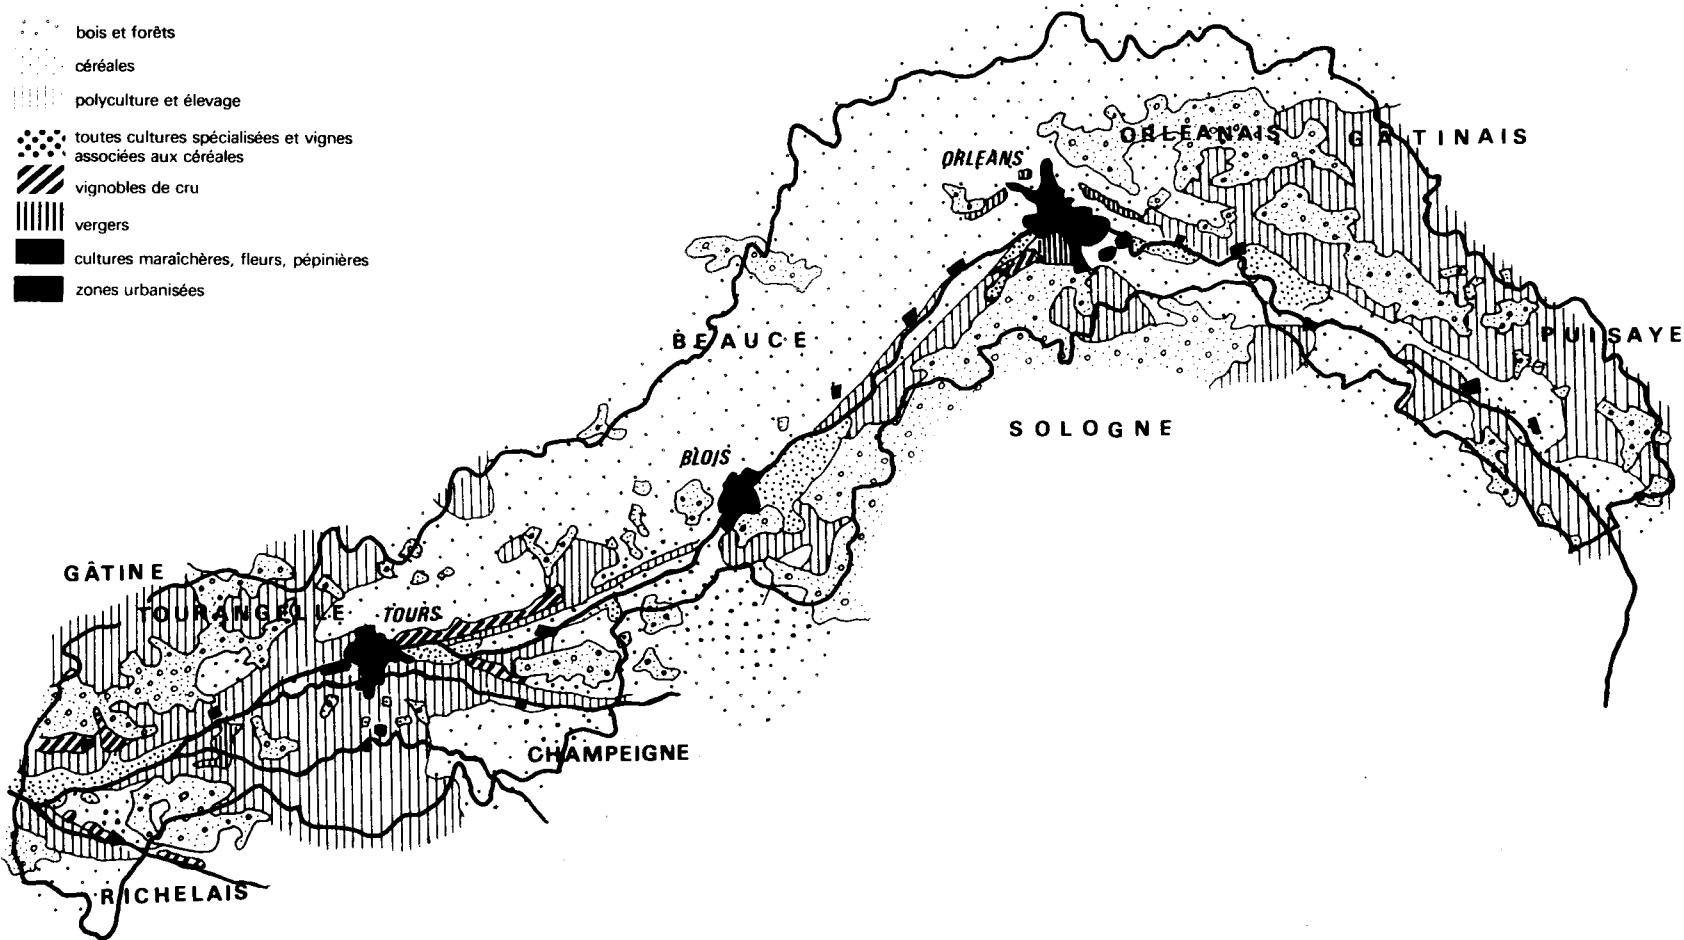 bois et forêts
céréales
polyculture et élevage
toutes cultures spécialisées et vignes
associées aux céréales
vignobles de cru
vergers
cultures maraîchères, fleurs, pépinières
zones urbanisées
ORLEANAIS
GATINAIS
ORLEANS
BEAUCE
PUISAYE
SOLOGNE
BLOIS
GÂTINE
TOURANGELLE
TOURS
CHAMPEIGNE
RICHELAIS